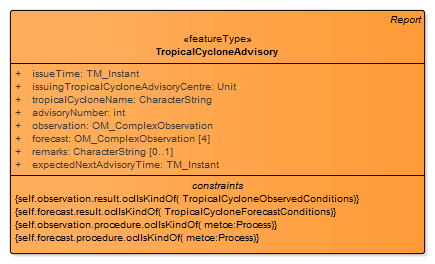 Report
«featureType»
TropicalCycloneAdvisory
+ issueTime: TM_Instant
+ issuingTropicalCycloneAdvisoryCentre: Unit
+ tropicalCycloneName: CharacterString
+ advisoryNumber: int
+ observation: OM_ComplexObservation
+ forecast: OM_ComplexObservation [4]
+ remarks: CharacterString [0..1]
+ expectedNextAdvisoryTime: TM_Instant
constraints
{self.observation.result.oclIsKindOf( TropicalCycloneObservedConditions)}
{self.forecast.result.oclIsKindOf( TropicalCycloneForecastConditions)}
{self.observation.procedure.oclIsKindOf( metce:Process)}
{self.forecast.procedure.oclIsKindOf( metce:Process)}